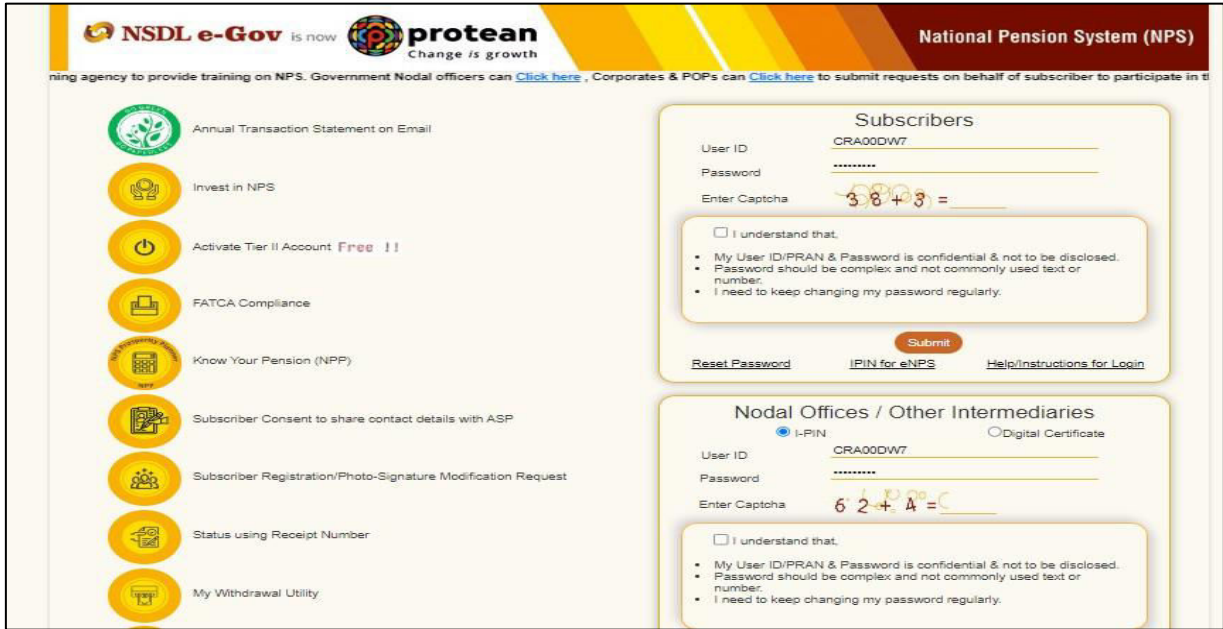 NSDL e-Gov is now protean
Change is growth
National Pension System (NPS)
ning agency to provide training on NPS. Government Nodal officers can Click here , Corporates & POPs can Click here to submit requests on behalf of subscriber to participate in t
Annual Transaction Statement on Email
Invest in NPS
Activate Tier II Account Free !!
FATCA Compliance
Know Your Pension (NPP)
NPP
Subscriber Consent to share contact details with ASP
Subscriber Registration/Photo-Signature Modification Request
Status using Receipt Number
My Withdrawal Utility
Subscribers
User ID CRA00DW7
Password •••••••••
Enter Captcha 38 + 3 =
I understand that,
• My User ID/PRAN & Password is confidential & not to be disclosed.
• Password should be complex and not commonly used text or
number.
• I need to keep changing my password regularly.
Submit
Reset Password IPIN for eNPS Help/Instructions for Login
Nodal Offices / Other Intermediaries
I-PIN Digital Certificate
User ID CRA00DW7
Password •••••••••
Enter Captcha 62 + 4 =
I understand that,
• My User ID/PRAN & Password is confidential & not to be disclosed.
• Password should be complex and not commonly used text or
number.
• I need to keep changing my password regularly.